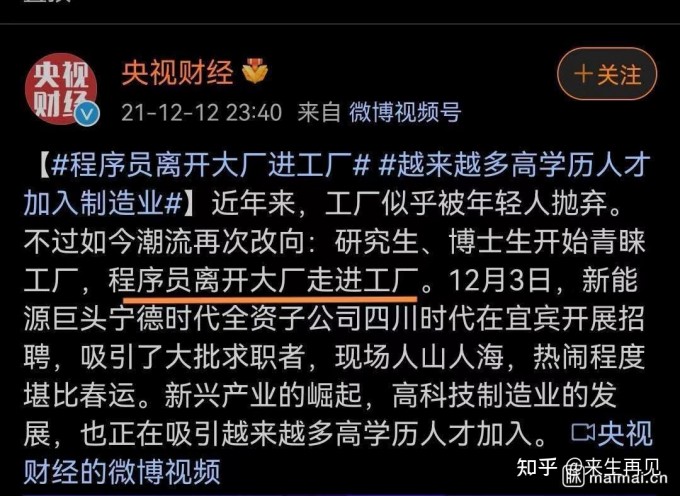 央视财经
央视
财经
+关注
21-12-12 23:40 来自 微博视频号
【#程序员离开大厂进工厂# #越来越多高学历人才
加入制造业#】近年来，工厂似乎被年轻人抛弃。
不过如今潮流再次改向：研究生、博士生开始青睐
工厂，程序员离开大厂走进工厂。12月3日，新能
源巨头宁德时代全资子公司四川时代在宜宾开展招
聘，吸引了大批求职者，现场人山人海，热闹程度
堪比春运。新兴产业的崛起，高科技制造业的发
展，也正在吸引越来越多高学历人才加入。央视
财经的微博视频
知乎 @来生再见
脉 maimai.cn